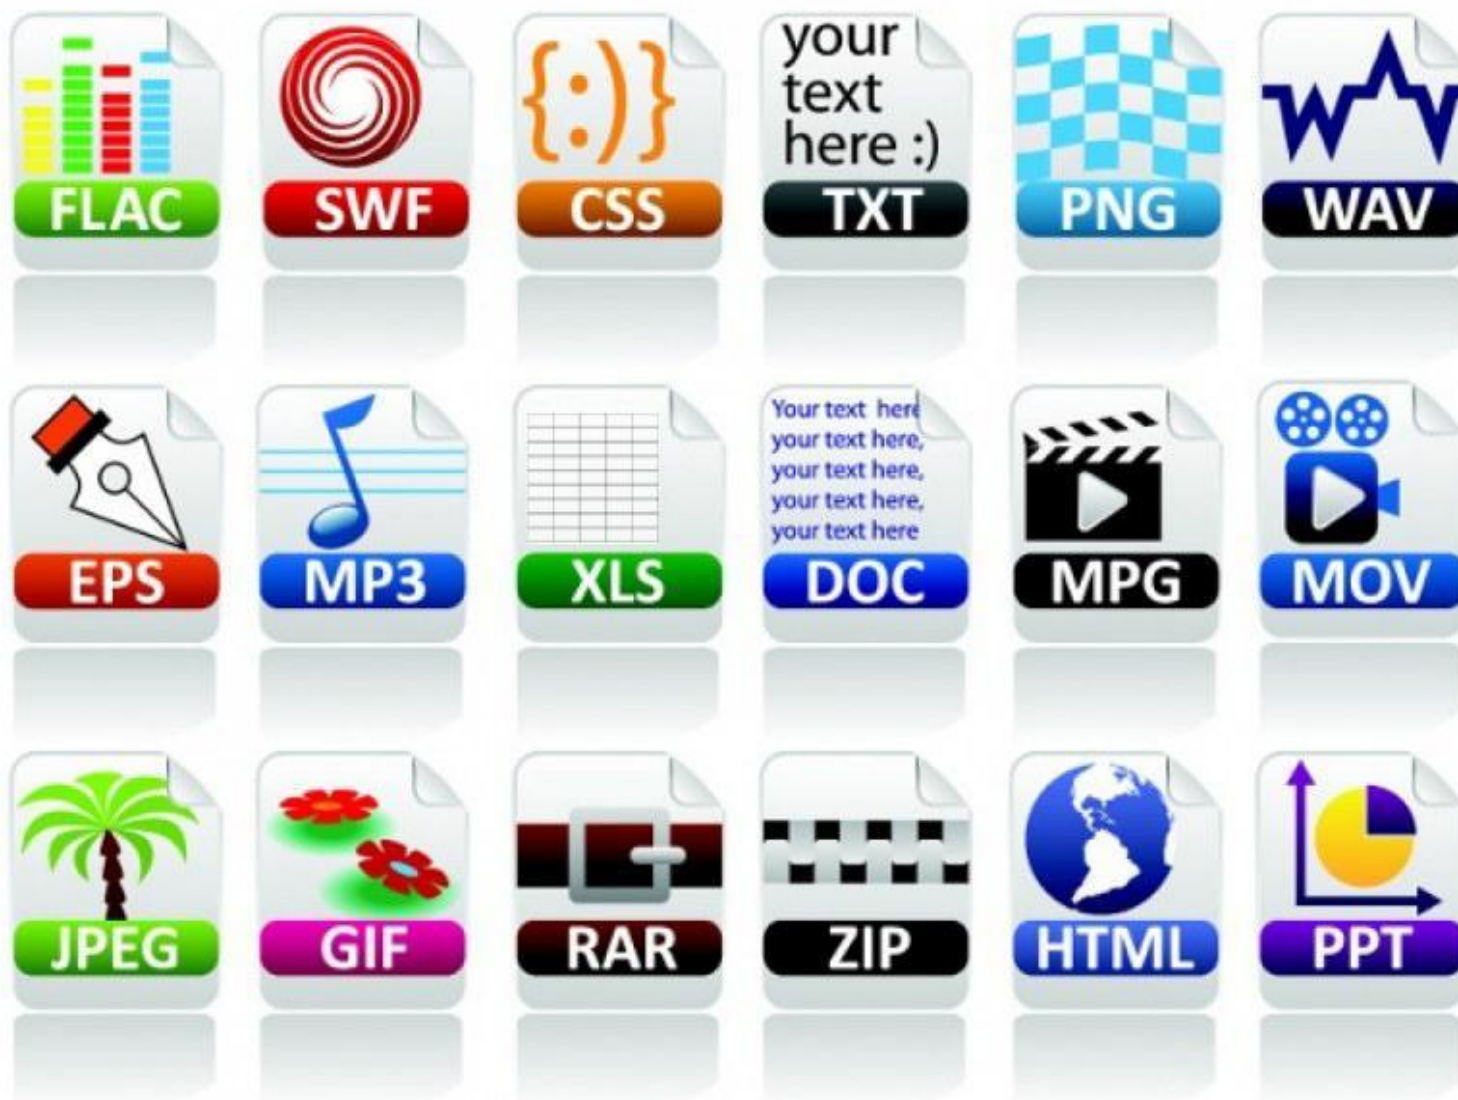 FLAC
SWF
{:)}
CSS
your
text
here :)
TXT
PNG
WAV
EPS
MP3
XLS
Your text here
your text here,
your text here,
your text here,
your text here
DOC
MPG
MOV
JPEG
GIF
RAR
ZIP
HTML
PPT